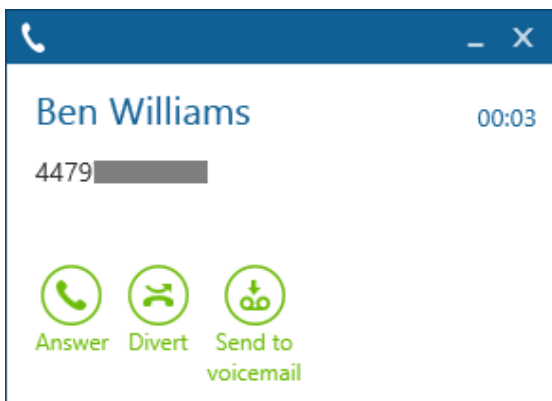 Ben Williams
00:03
4479
Answer Divert Send to
voicemail